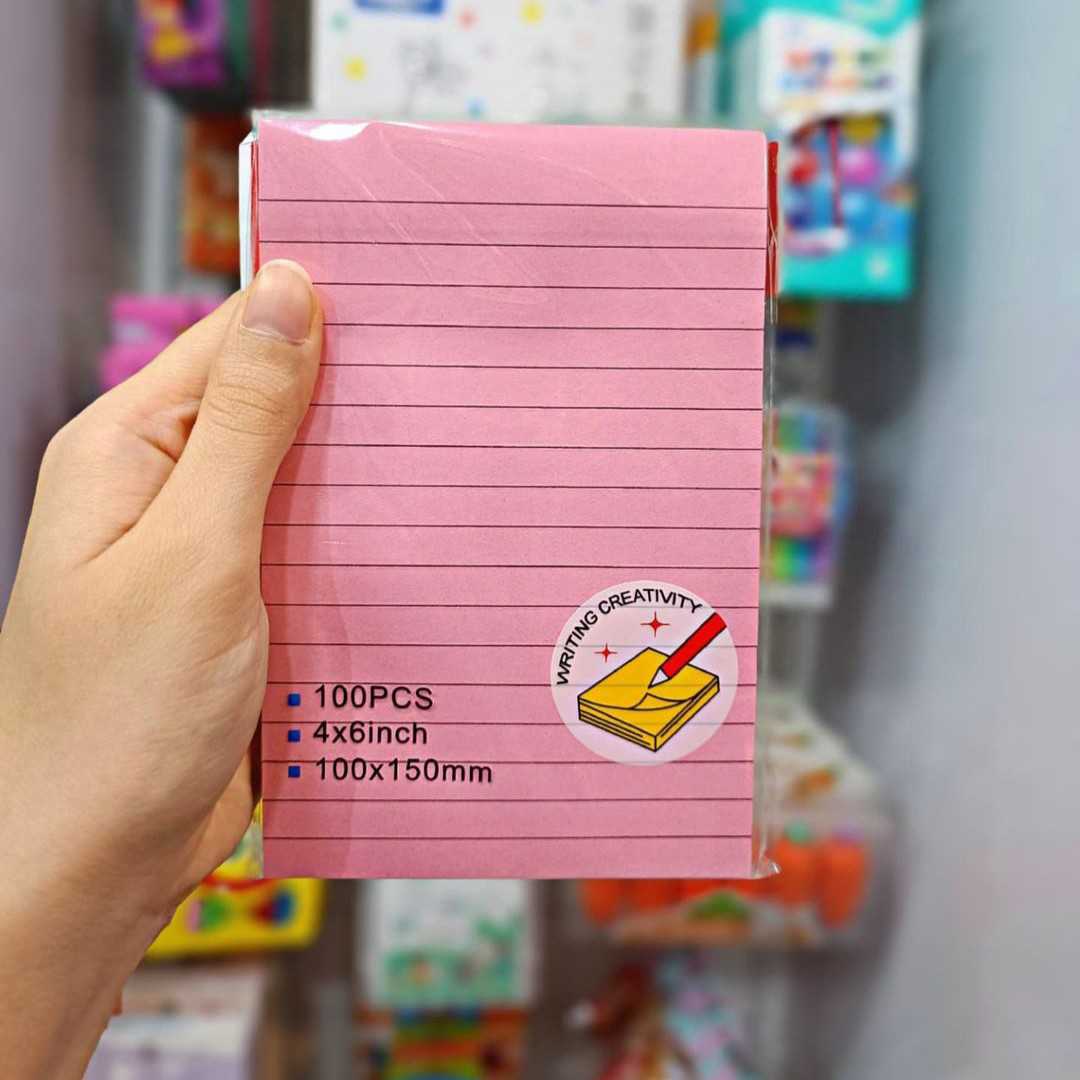 WRITING CREATIVITY
100PCS
4x6inch
100x150mm